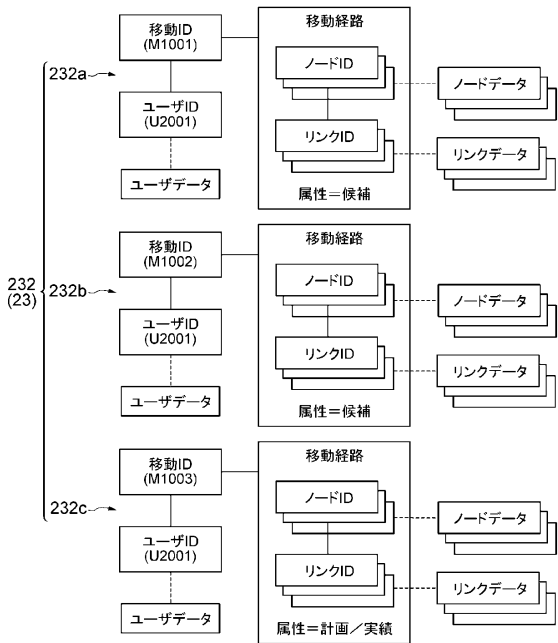 移動ID
(M1001)
移動経路
232a
ノードID
ノードデータ
ユーザID
(U2001)
リンクID
リンクデータ
ユーザデータ
属性=候補
移動ID
(M1002)
移動経路
232
(23)
232b
ノードID
ノードデータ
ユーザID
(U2001)
リンクID
リンクデータ
ユーザデータ
属性=候補
移動ID
(M1003)
移動経路
232c
ノードID
ノードデータ
ユーザID
(U2001)
リンクID
リンクデータ
ユーザデータ
属性=計画/実績